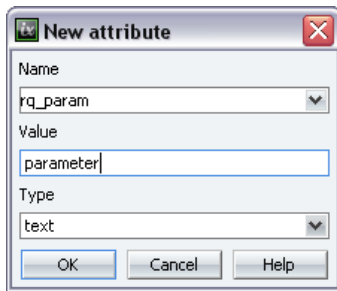 New attribute
Name
rq_param
Value
parameter
Type
text
OK Cancel Help